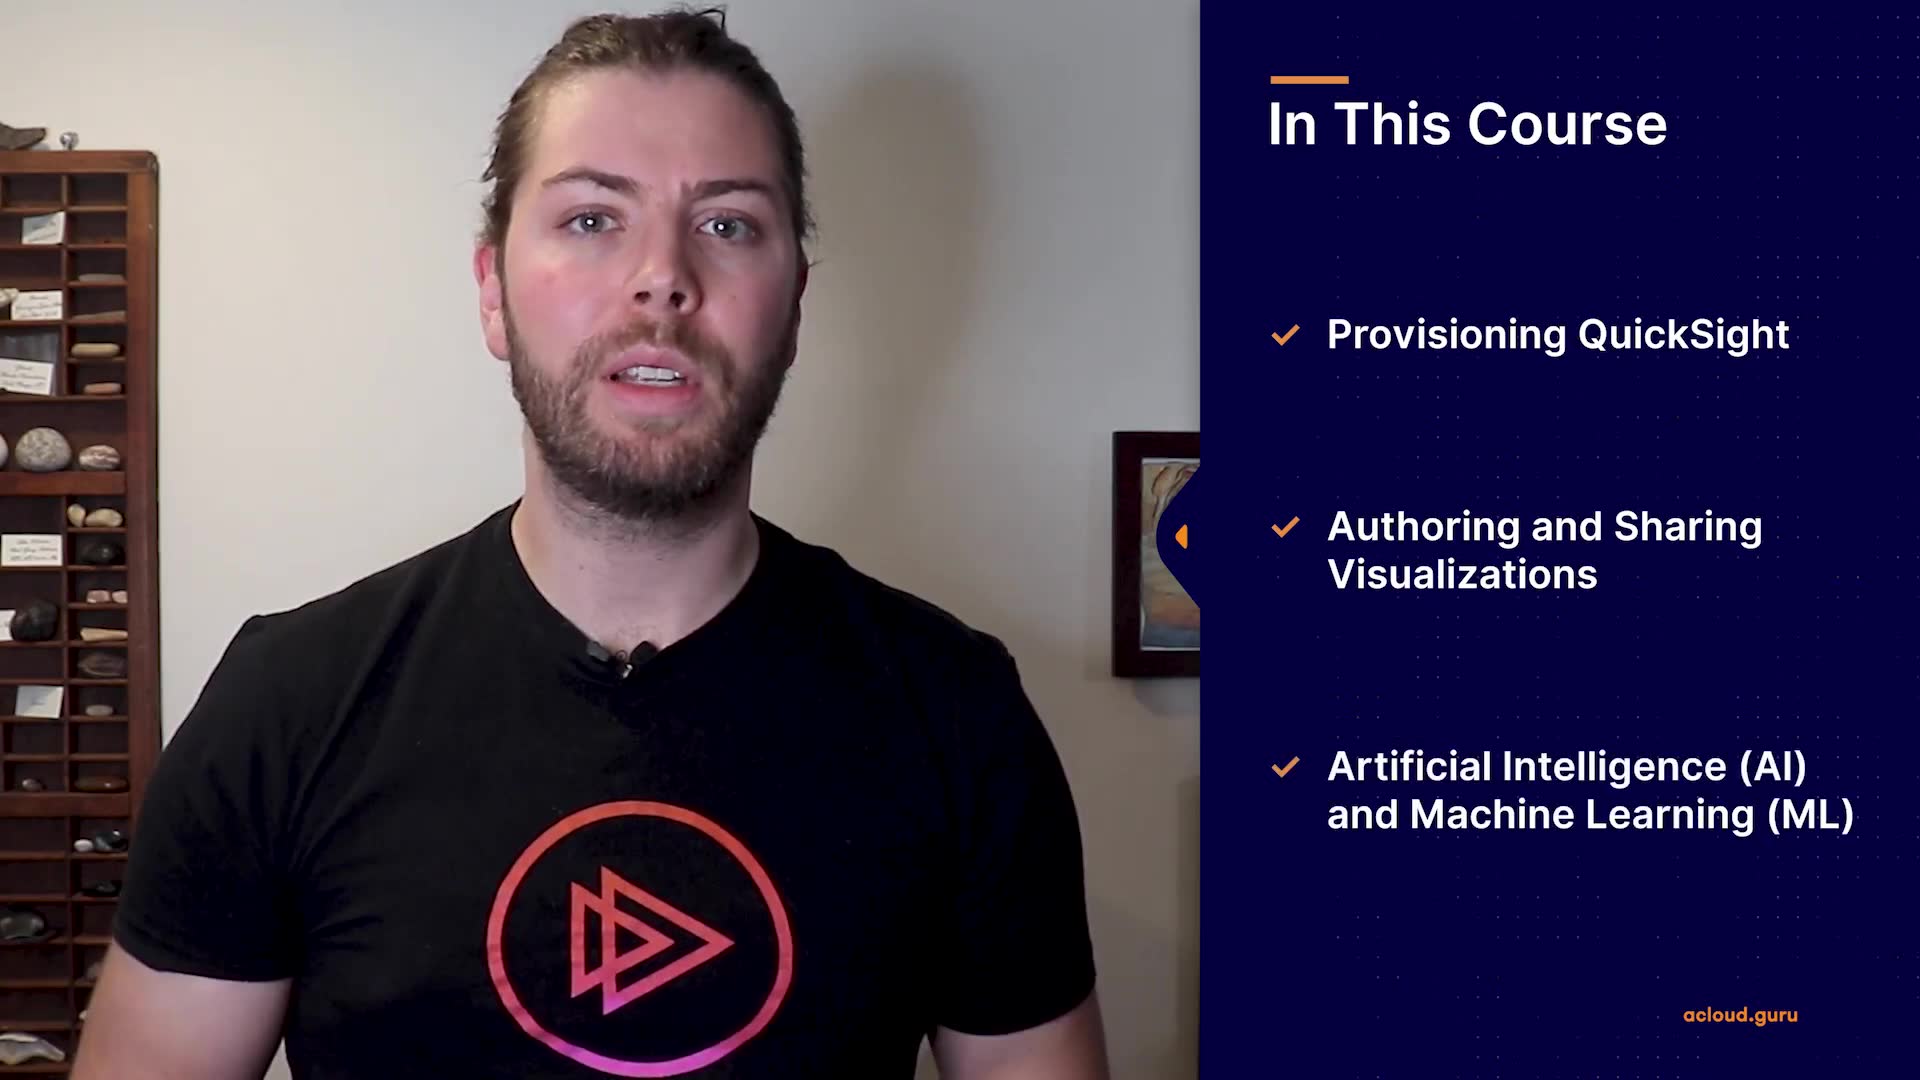 In This Course
Provisioning QuickSight
Authoring and Sharing
Visualizations
Artificial Intelligence (AI)
and Machine Learning (ML)
acloud.guru